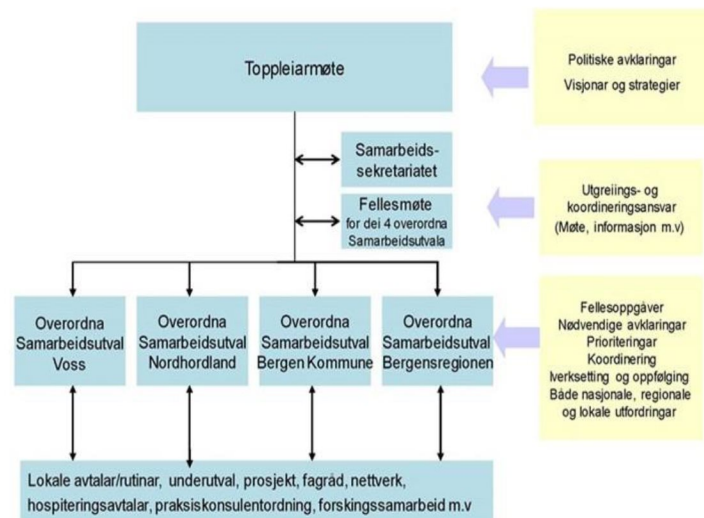 Toppleiarmøte
Politiske avklaringar
Visjonar og strategier
Samarbeids-
sekretariatet
Fellesmøte
for dei 4 overordna
Samarbeidsutvala
Utgreiings- og
koordineringsansvar
(Møte, informasjon m.v)
Overordna
Samarbeidsutval
Voss
Overordna
Samarbeidsutval
Nordhordland
Overordna
Samarbeidsutval
Bergen Kommune
Overordna
Samarbeidsutval
Bergensregionen
Fellesoppgåver
Nødvendige avklaringar
Prioriteringar
Koordinering
Iverksetting og oppfølging
Både nasjonale, regionale
og lokale utfordringar
Lokale avtalar/rutinar, underutval, prosjekt, fagråd, nettverk,
hospiteringsavtalar, praksiskonsulentordning, forskingssamarbeid m.v